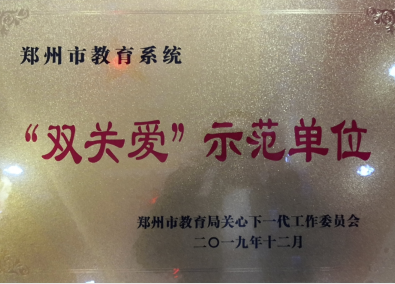 郑州市教育系统
“双关爱”示范单位
郑州市教育局关心下一代工作委员会
二〇一九年十二月